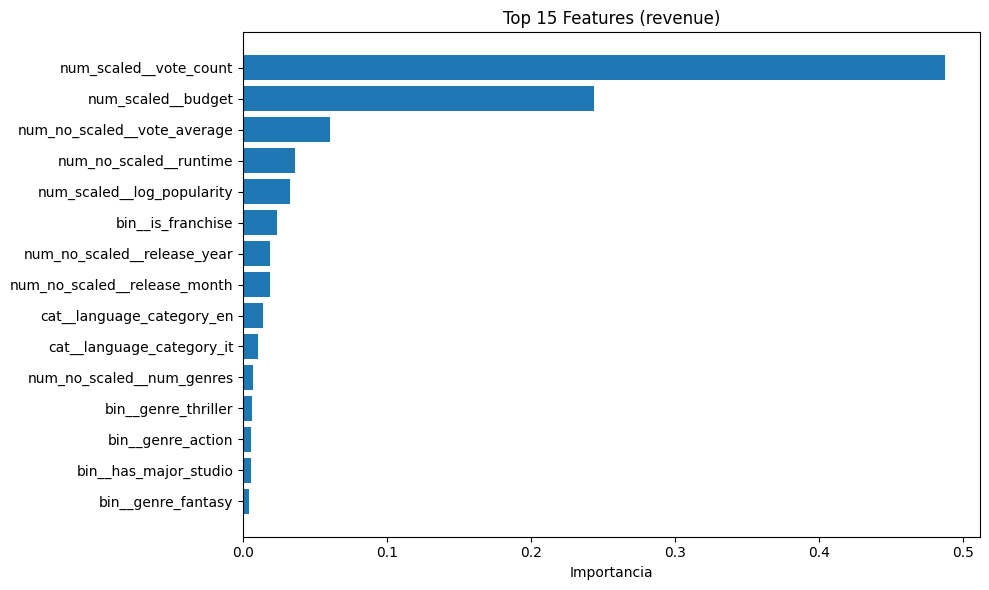 Top 15 Features (revenue)
num_scaled__vote_count
num_scaled__budget
num_no_scaled__vote_average
num_no_scaled__runtime
num_scaled__log_popularity
bin__is_franchise
num_no_scaled__release_year
num_no_scaled__release_month
cat__language_category_en
cat__language_category_it
num_no_scaled__num_genres
bin__genre_thriller
bin__genre_action
bin__has_major_studio
bin__genre_fantasy
0.0 0.1 0.2 0.3 0.4 0.5
Importancia